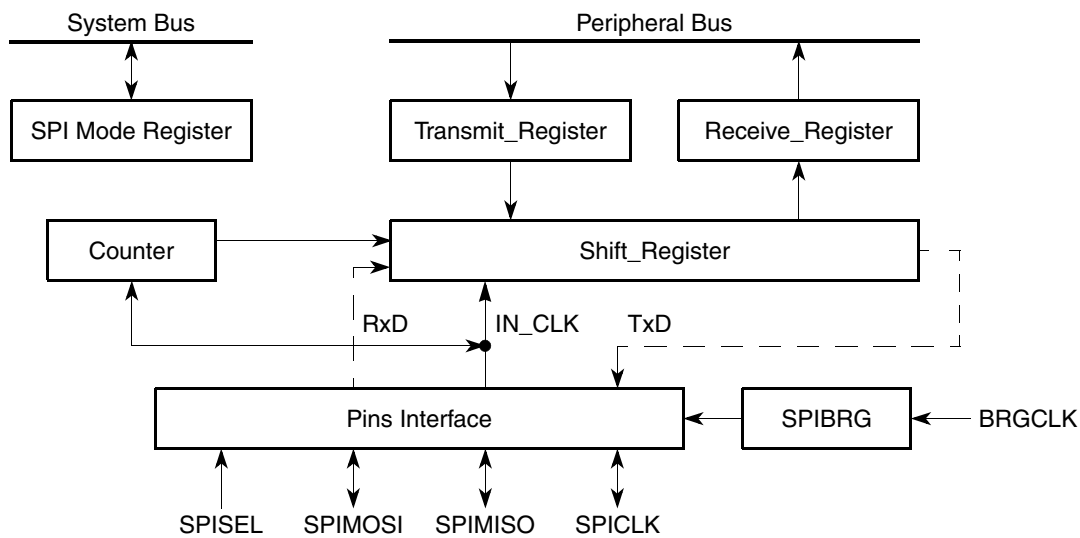 System Bus
Peripheral Bus
SPI Mode Register
Transmit_Register
Receive_Register
Counter
Shift_Register
RxD
IN_CLK
TxD
Pins Interface
SPIBRG
BRGCLK
SPISEL
SPIMOSI
SPIMISO
SPICLK